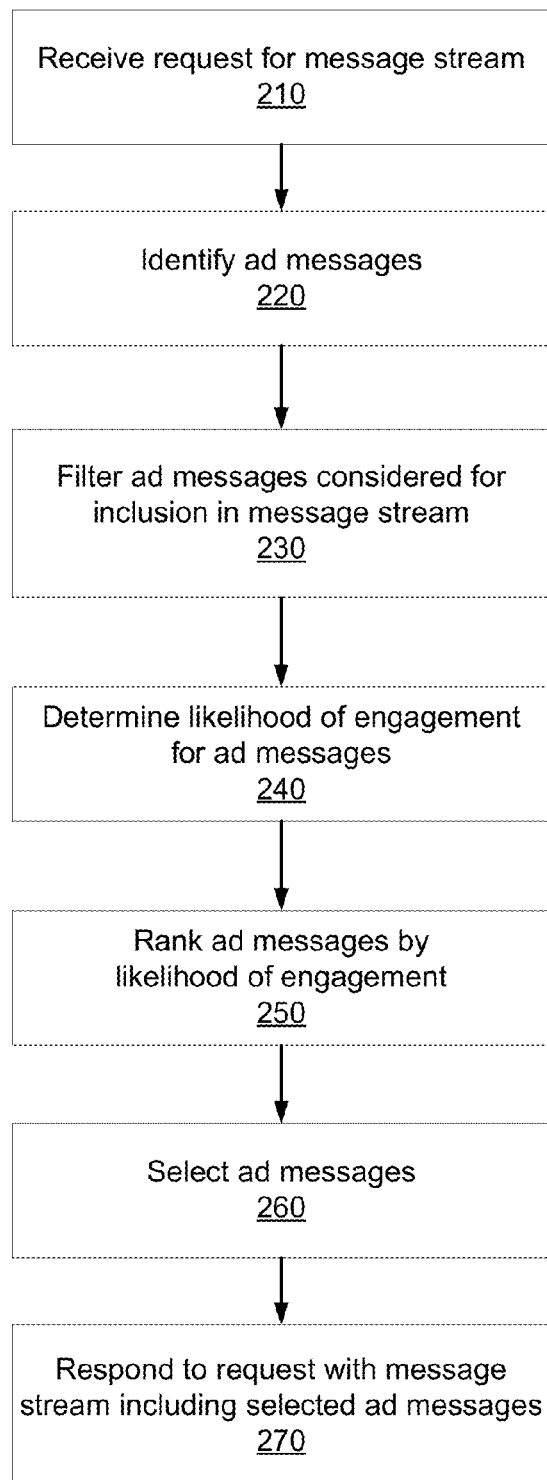 Receive request for message stream
210
Identify ad messages
220
Filter ad messages considered for
inclusion in message stream
230
Determine likelihood of engagement
for ad messages
240
Rank ad messages by
likelihood of engagement
250
Select ad messages
260
Respond to request with message
stream including selected ad messages
270